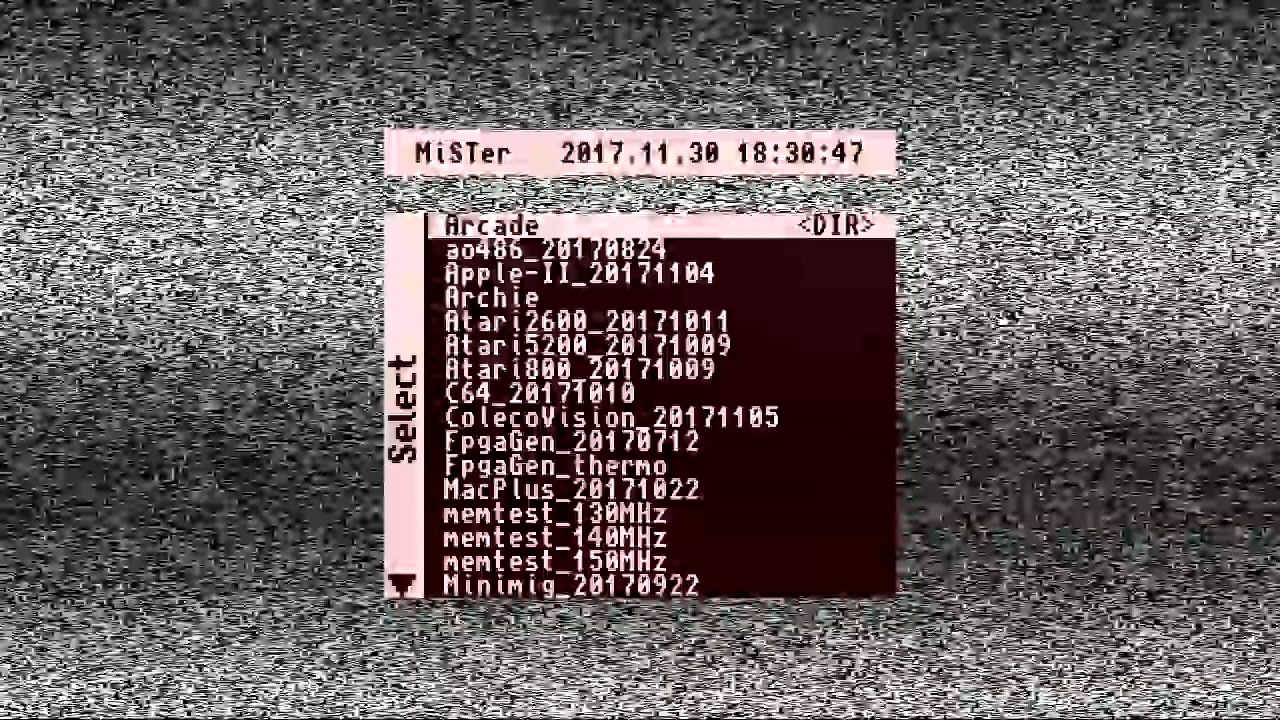 MiSTer 2017.11.30 18:30:47
Select
Arcade <DIR>
ao486_20170824
Apple-II_20171104
Archie
Atari2600_20171011
Atari5200_20171009
Atari800_20171009
C64_20171010
ColecoVision_20171105
FpgaGen_20170712
FpgaGen_thermo
MacPlus_20171022
memtest_130MHz
memtest_140MHz
memtest_150MHz
Minimig_20170922